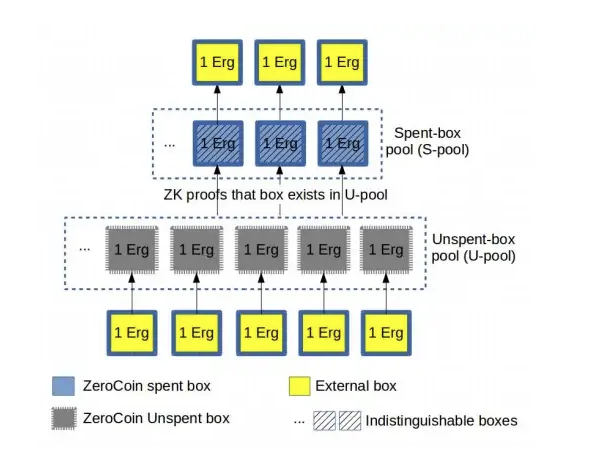 1 Erg 1 Erg 1 Erg
... 1 Erg 1 Erg 1 Erg
Spent-box
pool (S-pool)
ZK proofs that box exists in U-pool
... 1 Erg 1 Erg 1 Erg 1 Erg 1 Erg
Unspent-box
pool (U-pool)
1 Erg 1 Erg 1 Erg 1 Erg 1 Erg
ZeroCoin spent box
External box
ZeroCoin Unspent box
... Indistinguishable boxes